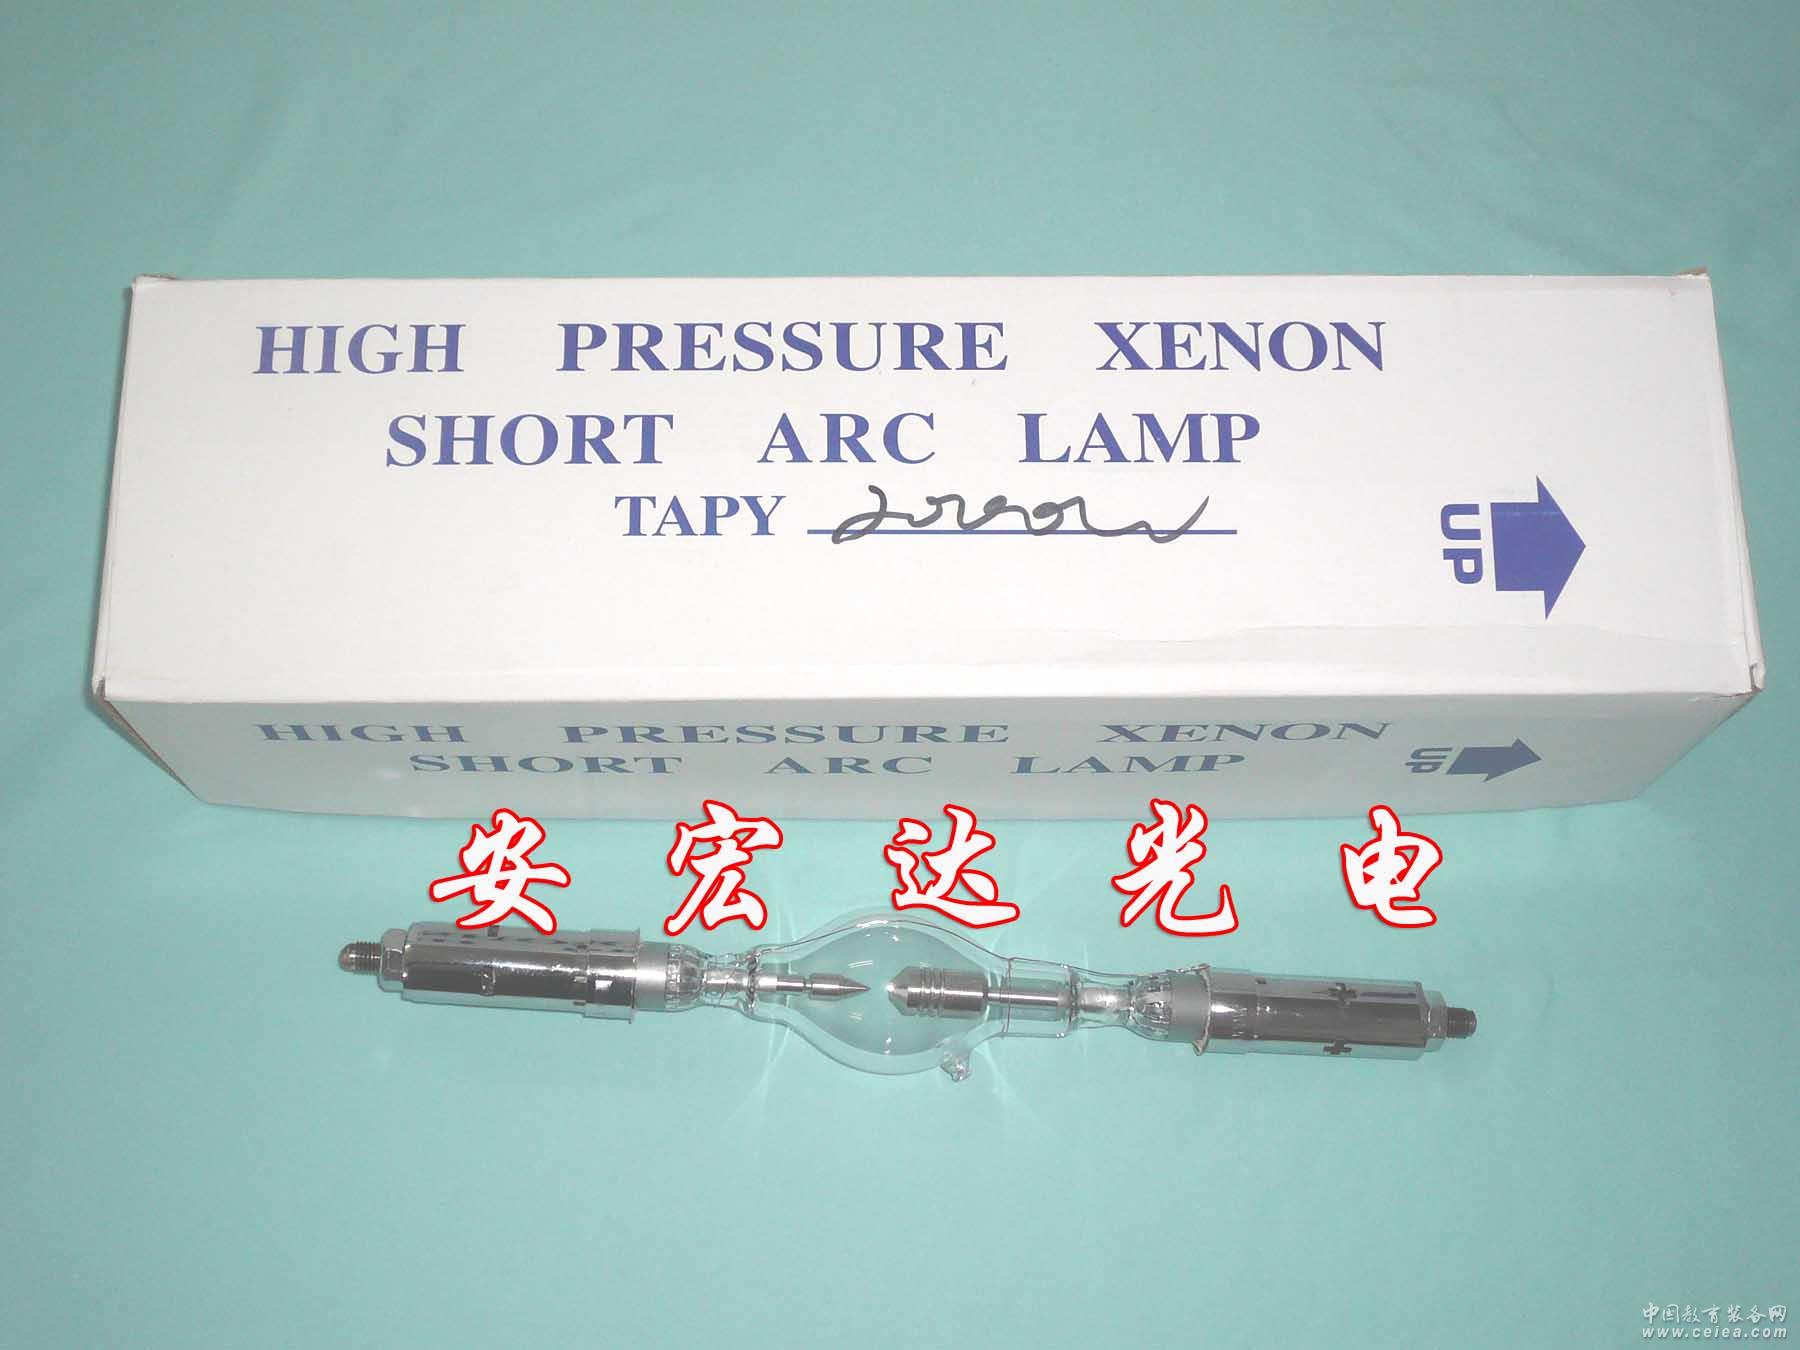 HIGH PRESSURE XENON
SHORT ARC LAMP
TAPY
UP
HIGH PRESSURE XENON
SHORT ARC LAMP
UP
安宏达光电
中国教育装备网
www.ceiea.com